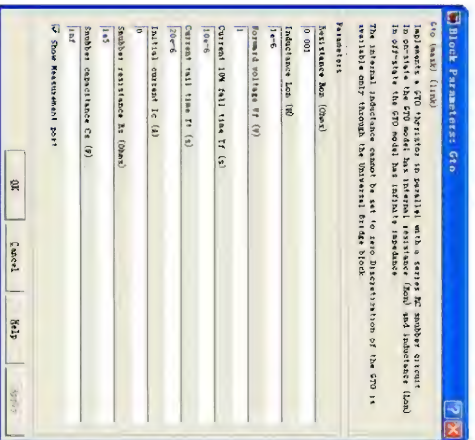 Block Parameters: Gto
Gto (mask) (link)
Implements a GTO thyristor in parallel with a series RC snubber circuit
In on-state the GTO model has internal resistance (Ron) and inductance (Lon)
In off-state the GTO model has infinite impedance
The internal inductance cannot be set to zero Discretization of the GTO is
available only through the Universal Bridge block
Parameters
Resistance Ron (Ohms)
0 001
Inductance Lon (H)
1e-6
Forward voltage Vf (V)
1
Current 10% fall time Tf (s)
10e-6
Current tail time Tt (s)
20e-6
Initial current Ic (A)
0
Snubber resistance Rs (Ohms)
1e5
Snubber capacitance Cs (F)
inf
Show measurement port
OK
Cancel
Help
Apply